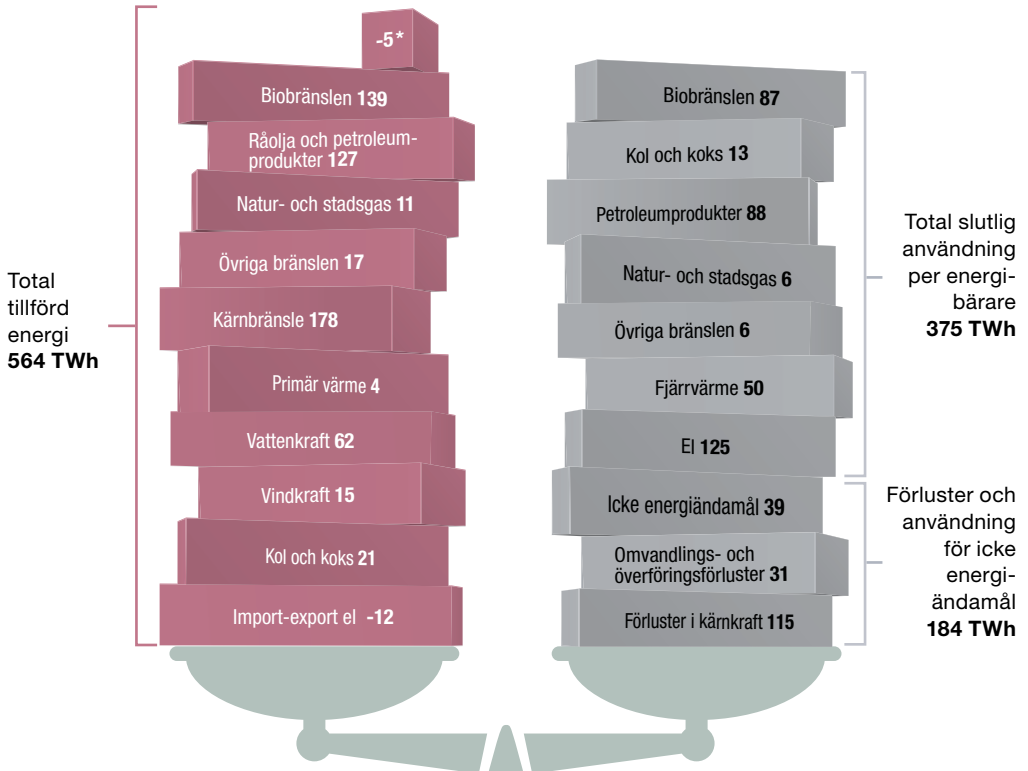 Total
tillförd
energi
564 TWh
-5*
Biobränslen 139
Råolja och petroleum-
produkter 127
Natur- och stadsgas 11
Övriga bränslen 17
Kärnbränsle 178
Primär värme 4
Vattenkraft 62
Vindkraft 15
Kol och koks 21
Import-export el -12
Biobränslen 87
Kol och koks 13
Petroleumprodukter 88
Natur- och stadsgas 6
Övriga bränslen 6
Fjärrvärme 50
El 125
Icke energiändamål 39
Omvandlings- och
överföringsförluster 31
Förluster i kärnkraft 115
Total slutlig
användning
per energi-
bärare
375 TWh
Förluster och
användning
för icke
energi-
ändamål
184 TWh